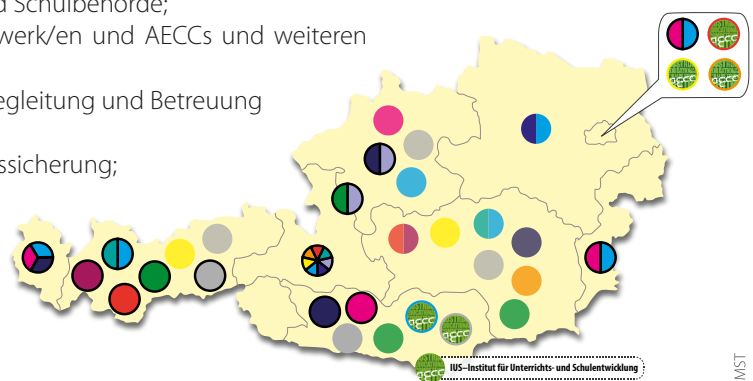 d Schulbehörde;
werk/en und AECCs und weiteren
egleitung und Betreuung
ssicherung;
IUS–Institut für Unterrichts- und Schulentwicklung
MST